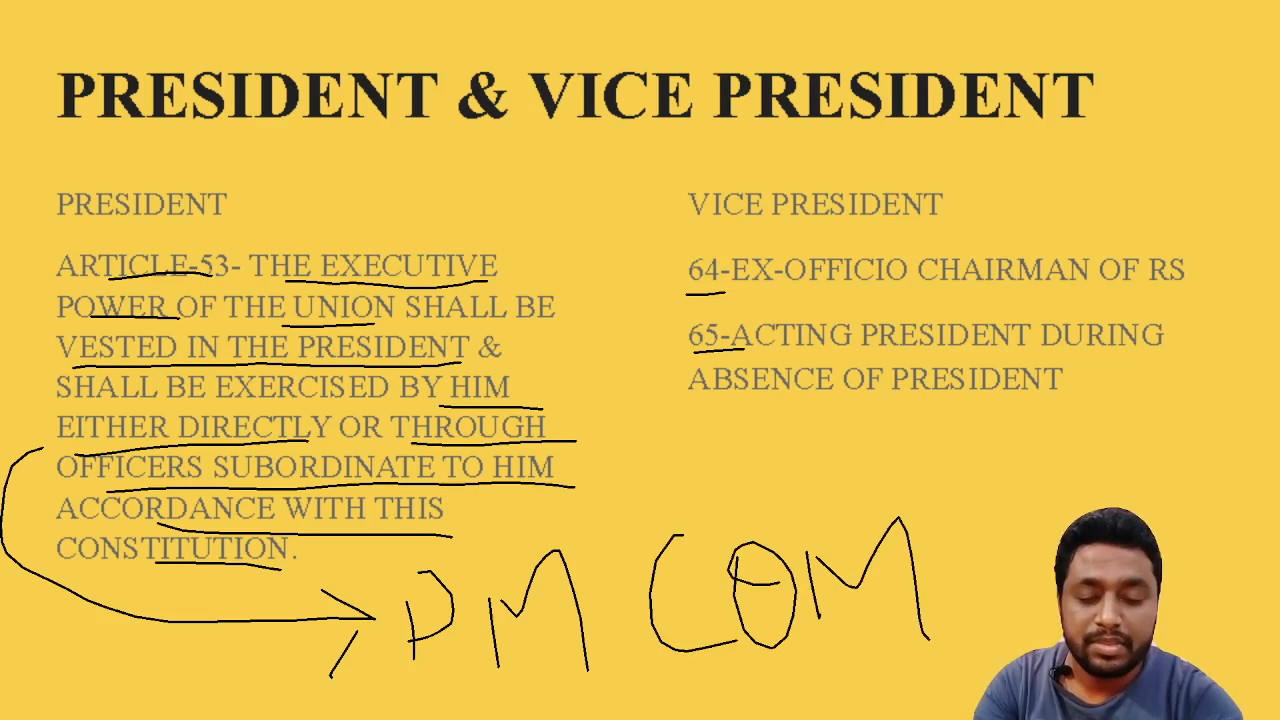 PRESIDENT & VICE PRESIDENT
PRESIDENT
ARTICLE-53- THE EXECUTIVE
POWER OF THE UNION SHALL BE
VESTED IN THE PRESIDENT &
SHALL BE EXERCISED BY HIM
EITHER DIRECTLY OR THROUGH
OFFICERS SUBORDINATE TO HIM
ACCORDANCE WITH THIS
CONSTITUTION.
VICE PRESIDENT
64-EX-OFFICIO CHAIRMAN OF RS
65-ACTING PRESIDENT DURING
ABSENCE OF PRESIDENT
PM COM